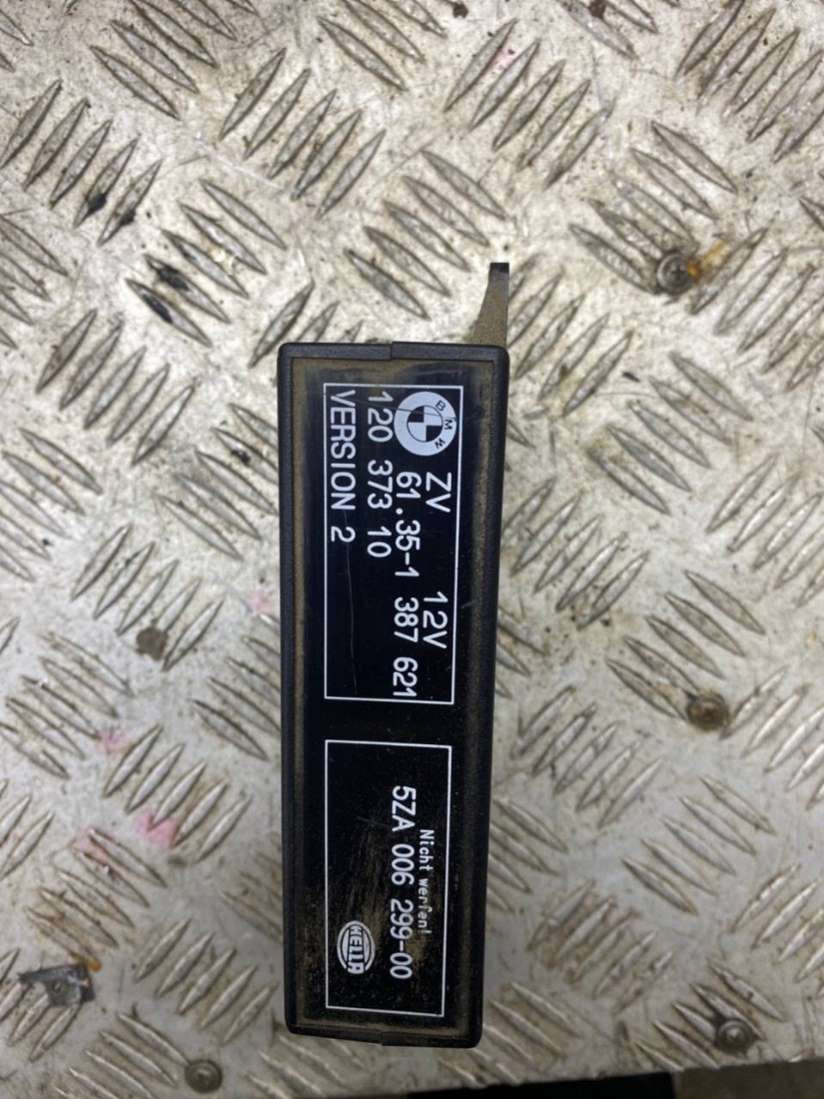 BMW
ZV 12V
61.35-1 387 621
120 373 10
VERSION 2
Nicht werfen!
5ZA 006 299-00
HELLA